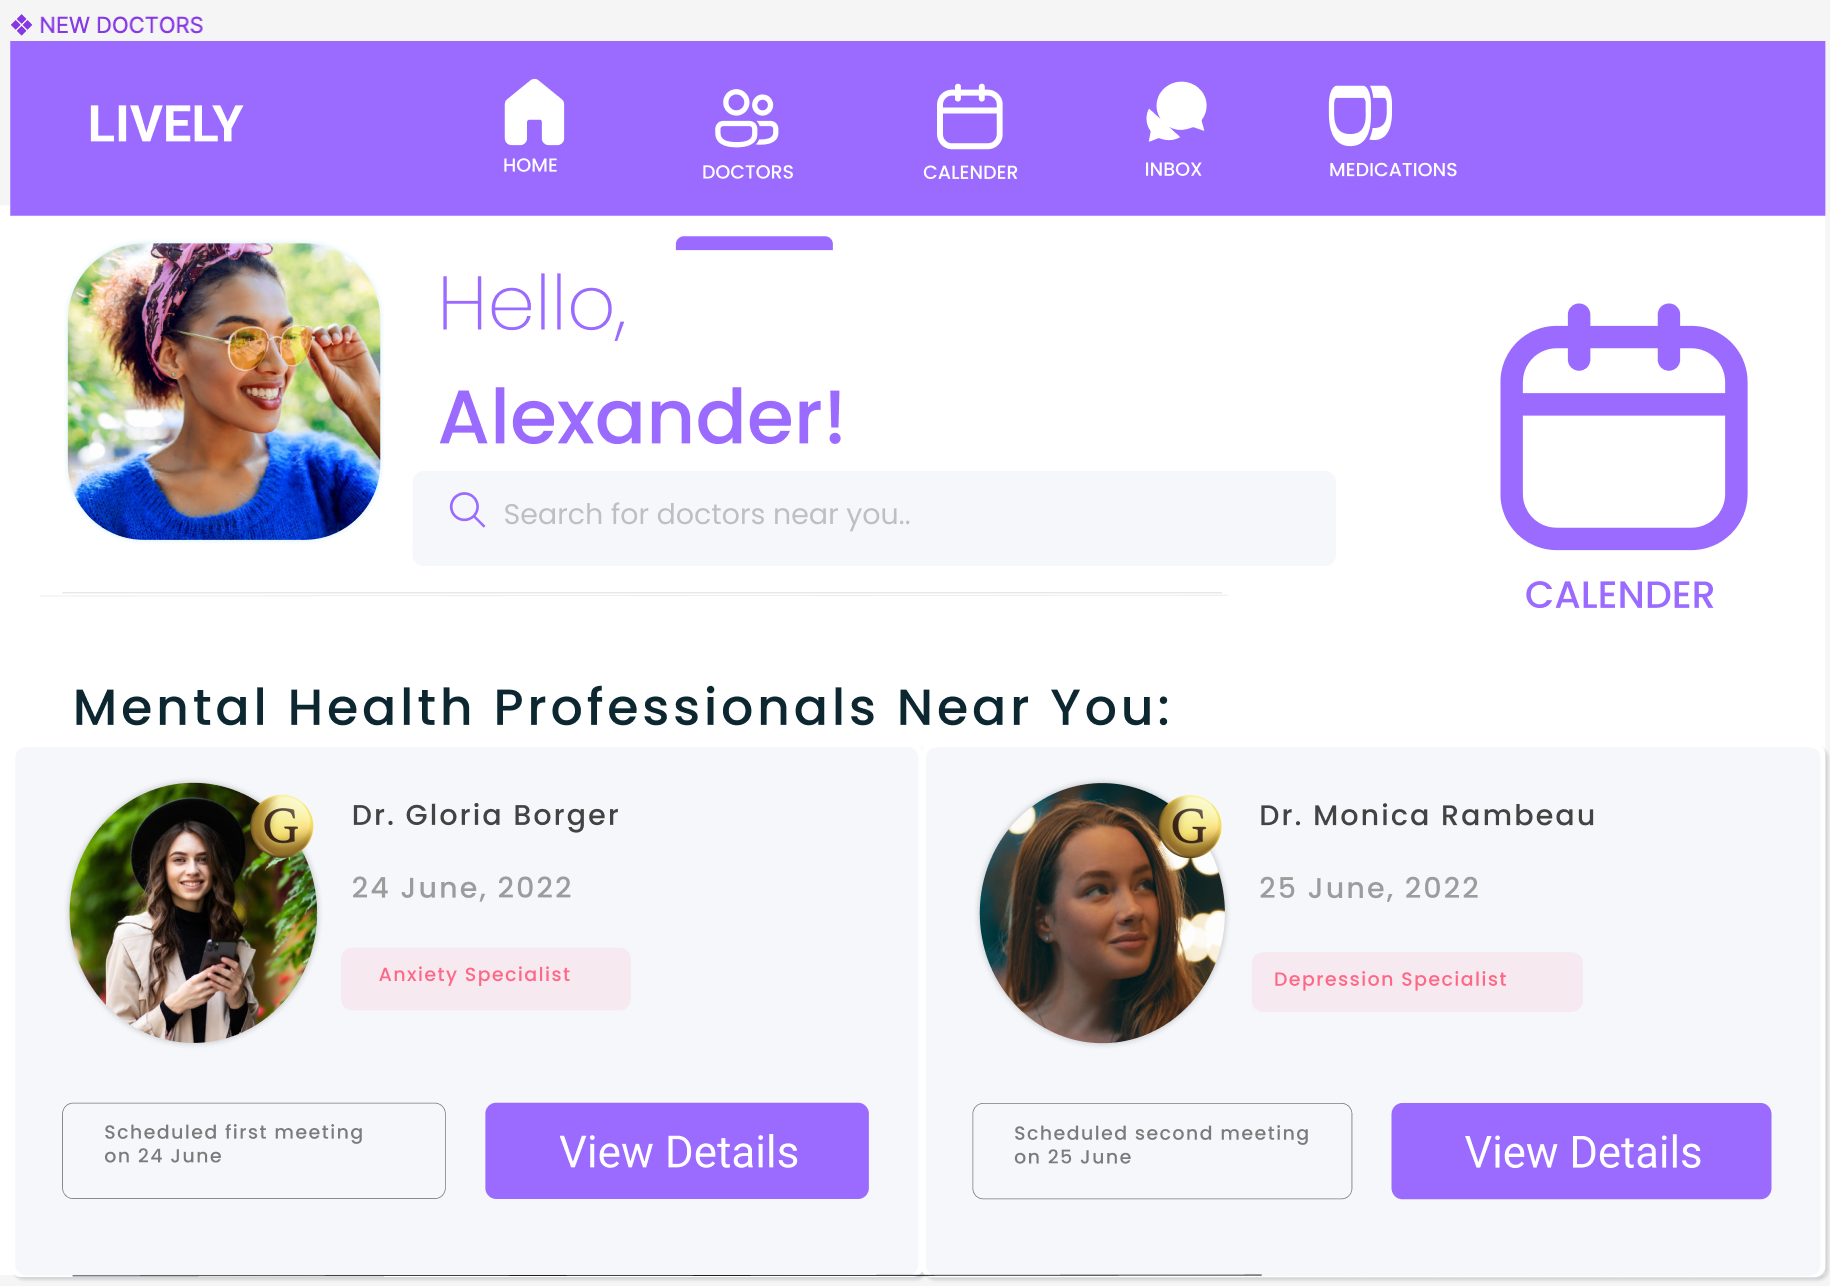 NEW DOCTORS
LIVELY
HOME
DOCTORS
CALENDER
INBOX
MEDICATIONS
Hello,
Alexander!
Search for doctors near you..
CALENDER
Mental Health Professionals Near You:
G
Dr. Gloria Borger
24 June, 2022
Anxiety Specialist
Scheduled first meeting
on 24 June
View Details
G
Dr. Monica Rambeau
25 June, 2022
Depression Specialist
Scheduled second meeting
on 25 June
View Details